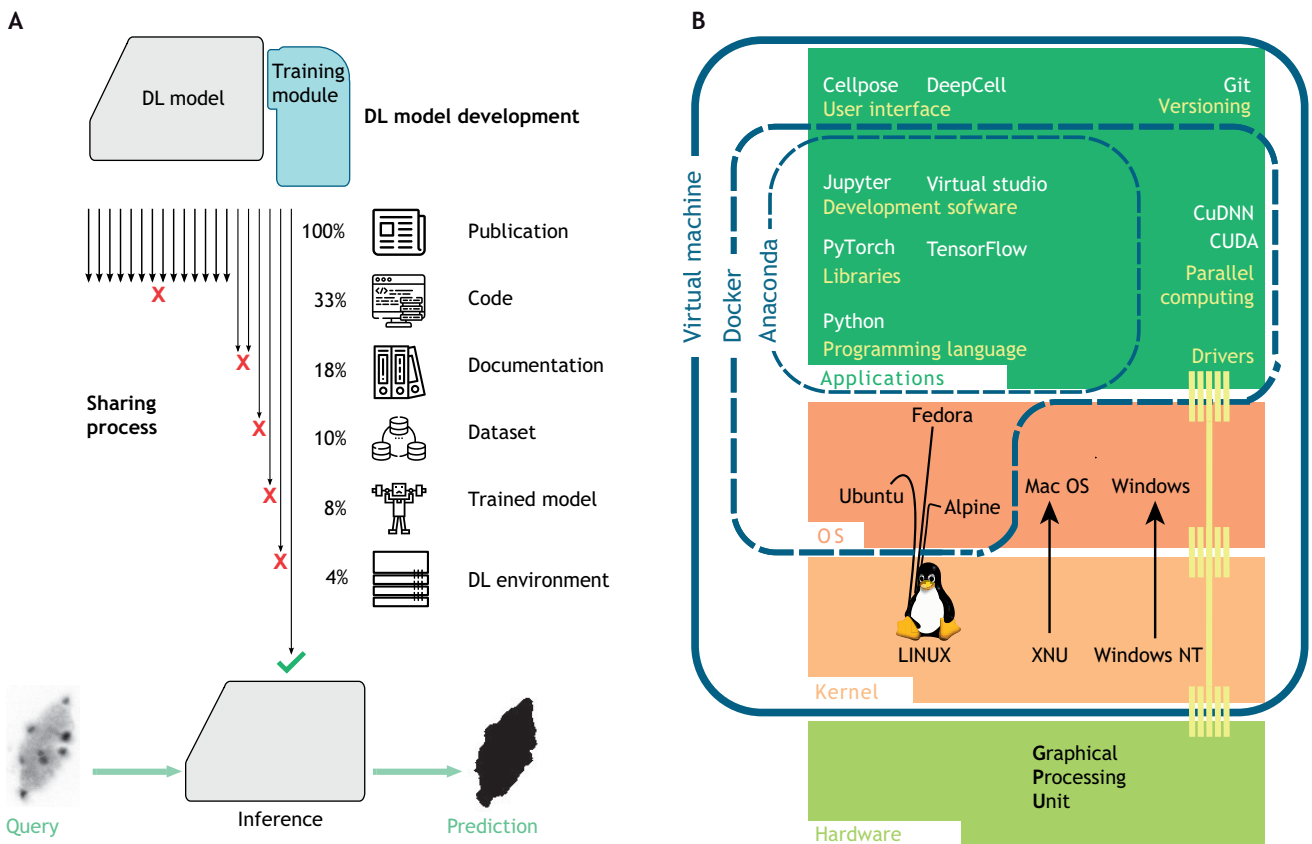 A
DL model
Training
module
DL model development
100%
Publication
33%
Code
18%
Documentation
Sharing
process
10%
Dataset
8%
Trained model
4%
DL environment
X
X
X
X
X
Query
Inference
Prediction
B
Virtual machine
Docker
Anaconda
Cellpose
DeepCell
Git
User interface
Versioning
Jupyter
Virtual studio
Development sofware
CuDNN
CUDA
PyTorch
TensorFlow
Libraries
Parallel
computing
Python
Programming language
Drivers
Applications
Fedora
Ubuntu
Alpine
Mac OS
Windows
OS
LINUX
XNU
Windows NT
Kernel
Graphical
Processing
Unit
Hardware